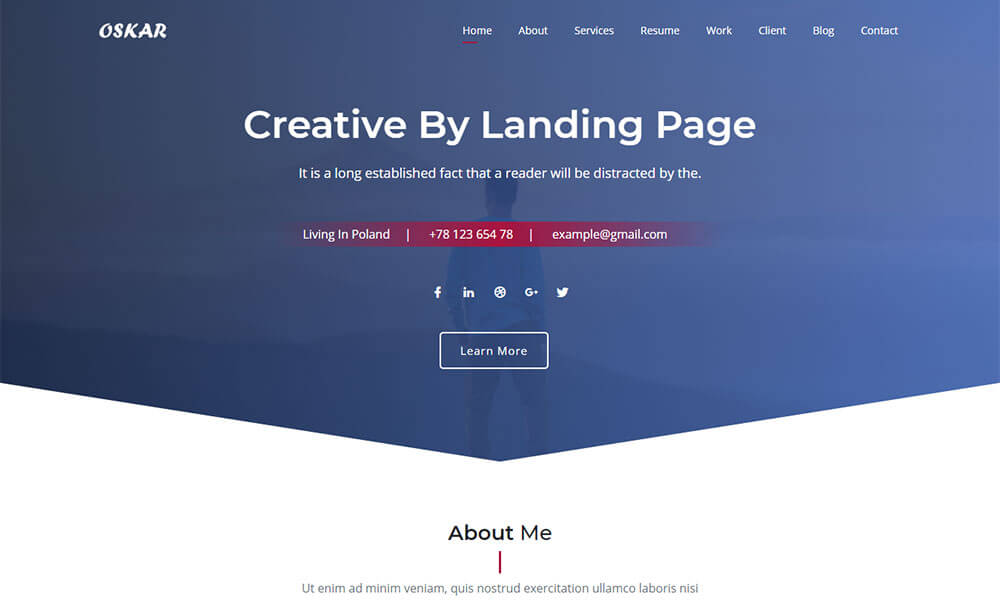 OSKAR
Home About Services Resume Work Client Blog Contact
Creative By Landing Page
It is a long established fact that a reader will be distracted by the.
Living In Poland | +78 123 654 78 | example@gmail.com
Learn More
About Me
Ut enim ad minim veniam, quis nostrud exercitation ullamco laboris nisi